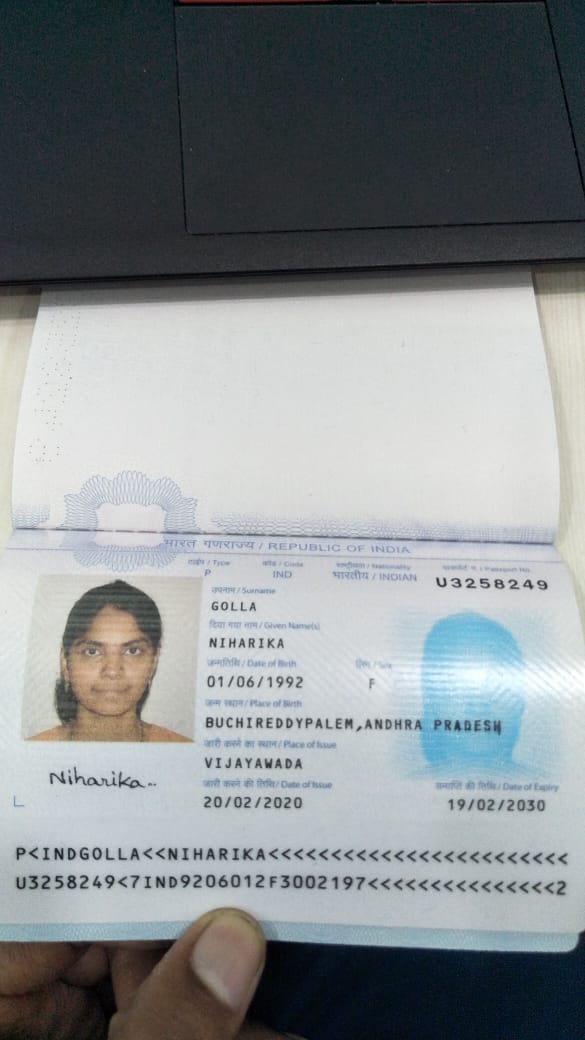 भारत गणराज्य / REPUBLIC OF INDIA
टाईप / Type कोड / Code राष्ट्रीयता / Nationality पासपोर्ट न. / Passport No.
P IND भारतीय / INDIAN U3258249
उपनाम / Surname
GOLLA
दिया गया नाम / Given Name(s)
NIHARIKA
जन्मतिथि / Date of Birth लिंग / Sex
01/06/1992 F
जन्म स्थान / Place of Birth
BUCHIREDDYPALEM,ANDHRA PRADESH
जारी करने का स्थान / Place of Issue
VIJAYAWADA
जारी करने की तिथि / Date of Issue समाप्ति की तिथि / Date of Expiry
20/02/2020 19/02/2030
Niharika..
P<INDGOLLA<<NIHARIKA<<<<<<<<<<<<<<<<<<<<<<<<
U3258249<7IND9206012F3002197<<<<<<<<<<<<<<<2